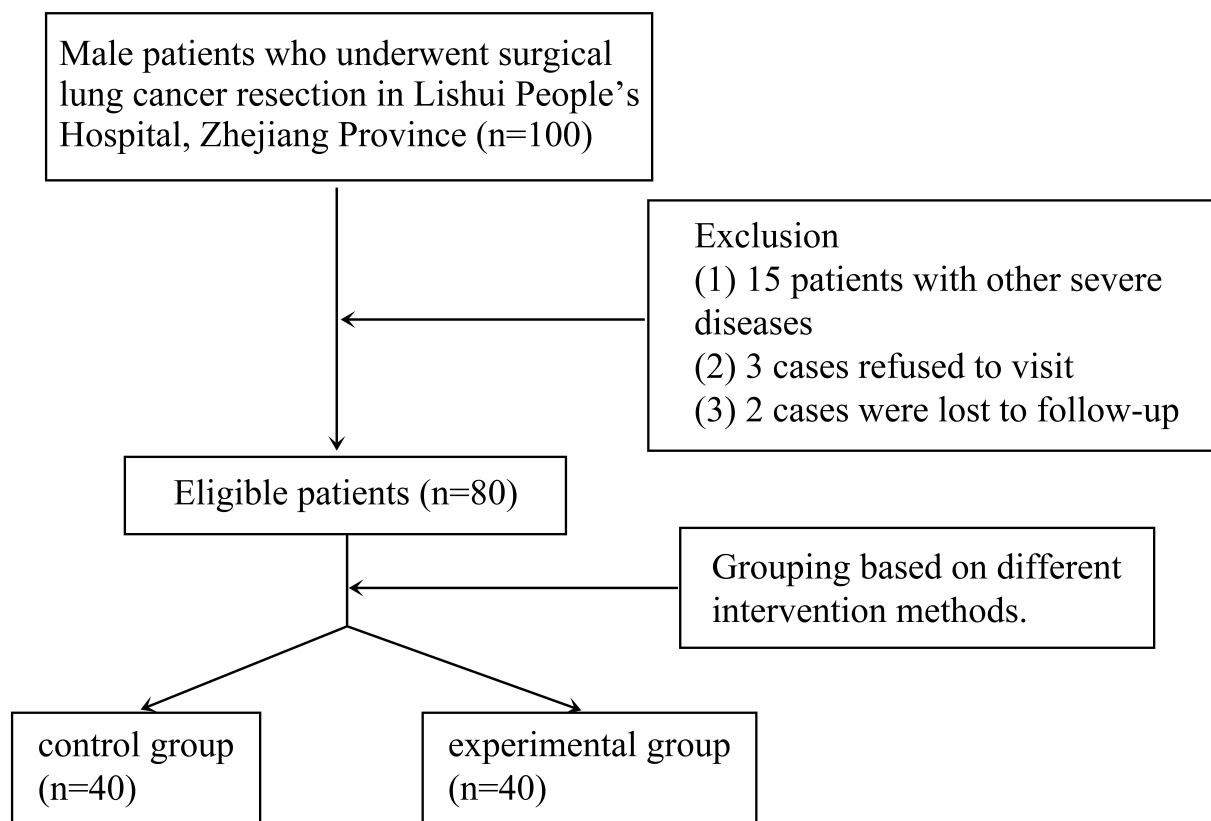 Male patients who underwent surgical
lung cancer resection in Lishui People’s
Hospital, Zhejiang Province (n=100)
Exclusion
(1) 15 patients with other severe
diseases
(2) 3 cases refused to visit
(3) 2 cases were lost to follow-up
Eligible patients (n=80)
Grouping based on different
intervention methods.
control group
(n=40)
experimental group
(n=40)